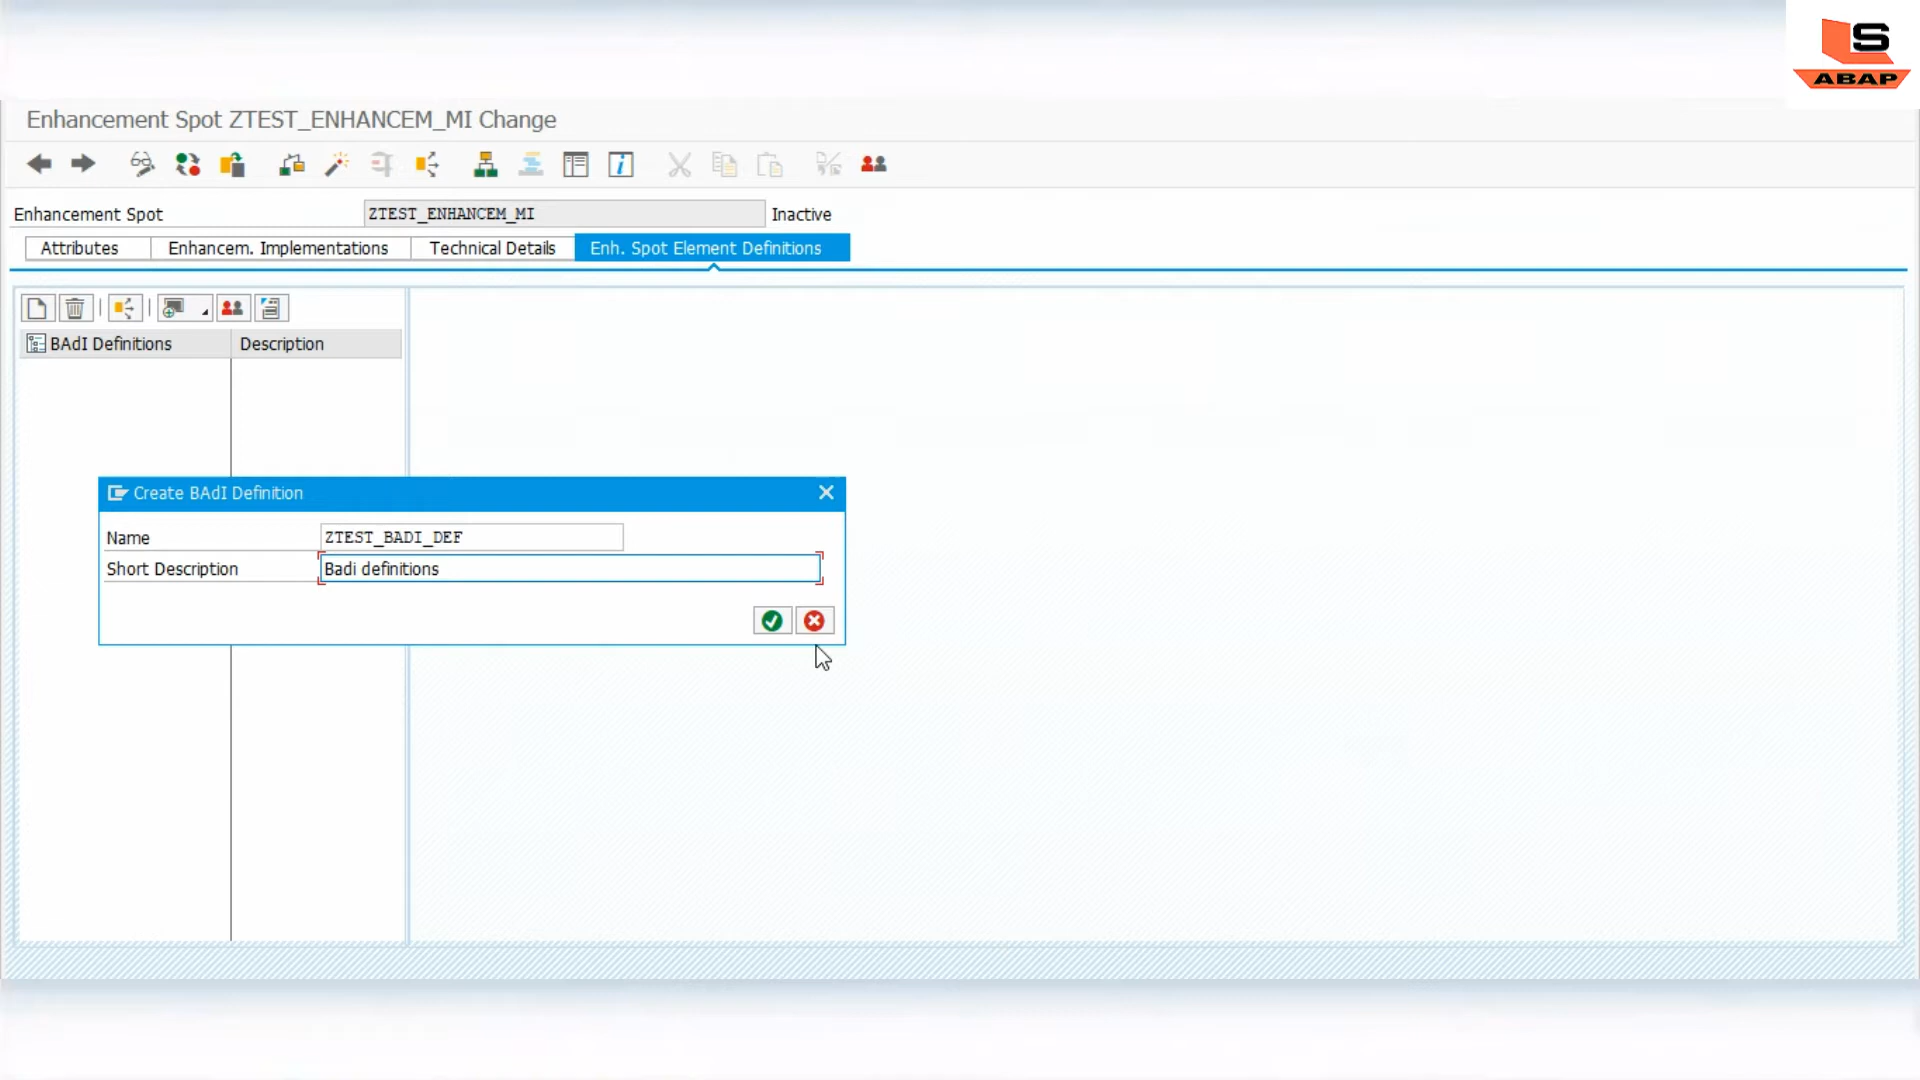 S
ABAP
Enhancement Spot ZTEST_ENHANCEM_MI Change
Enhancement Spot ZTEST_ENHANCEM_MI Inactive
Attributes Enhancem. Implementations Technical Details Enh. Spot Element Definitions
BAdI Definitions Description
Create BAdI Definition
Name ZTEST_BADI_DEF
Short Description Badi definitions